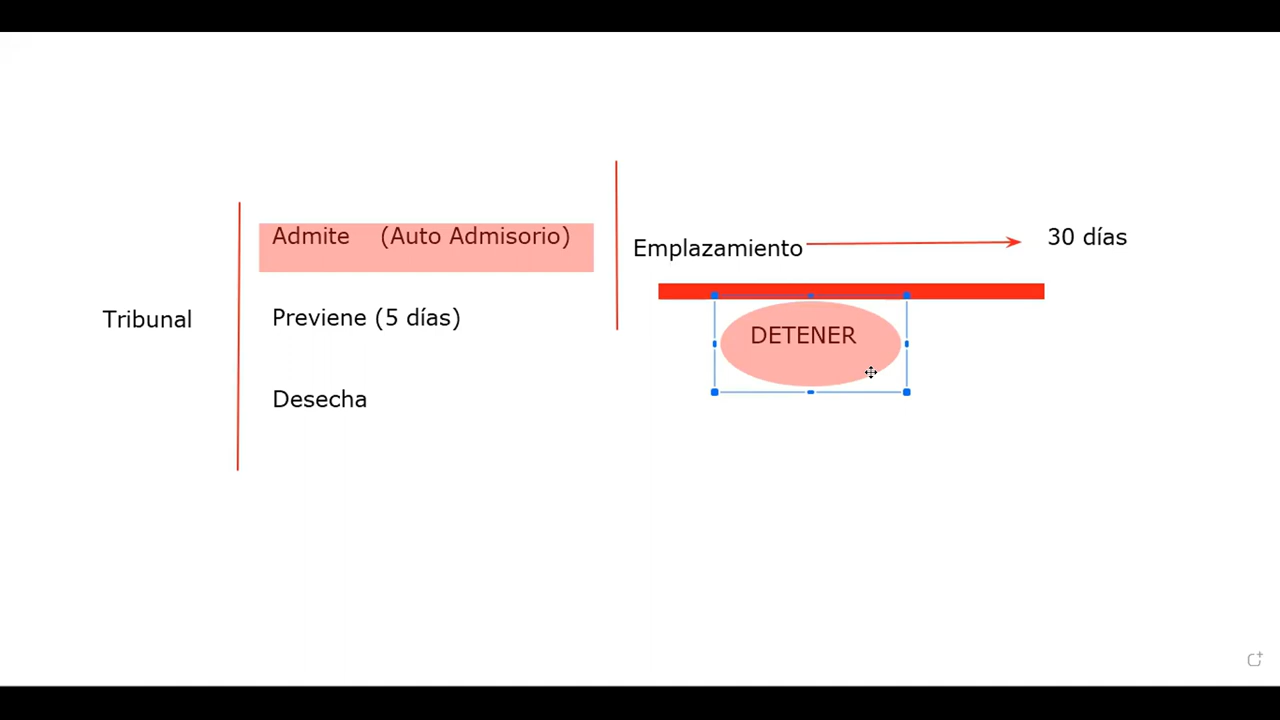 Tribunal
Admite (Auto Admisorio)
Previene (5 días)
Desecha
Emplazamiento
30 días
DETENER